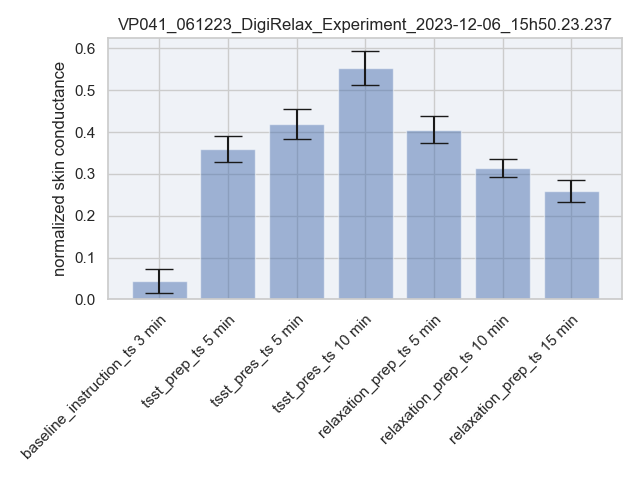 VP041_061223_DigiRelax_Experiment_2023-12-06_15h50.23.237
normalized skin conductance
0.6
0.5
0.4
0.3
0.2
0.1
0.0
baseline_instruction_ts 3 min
tsst_prep_ts 5 min
tsst_pres_ts 5 min
tsst_pres_ts 10 min
relaxation_prep_ts 5 min
relaxation_prep_ts 10 min
relaxation_prep_ts 15 min